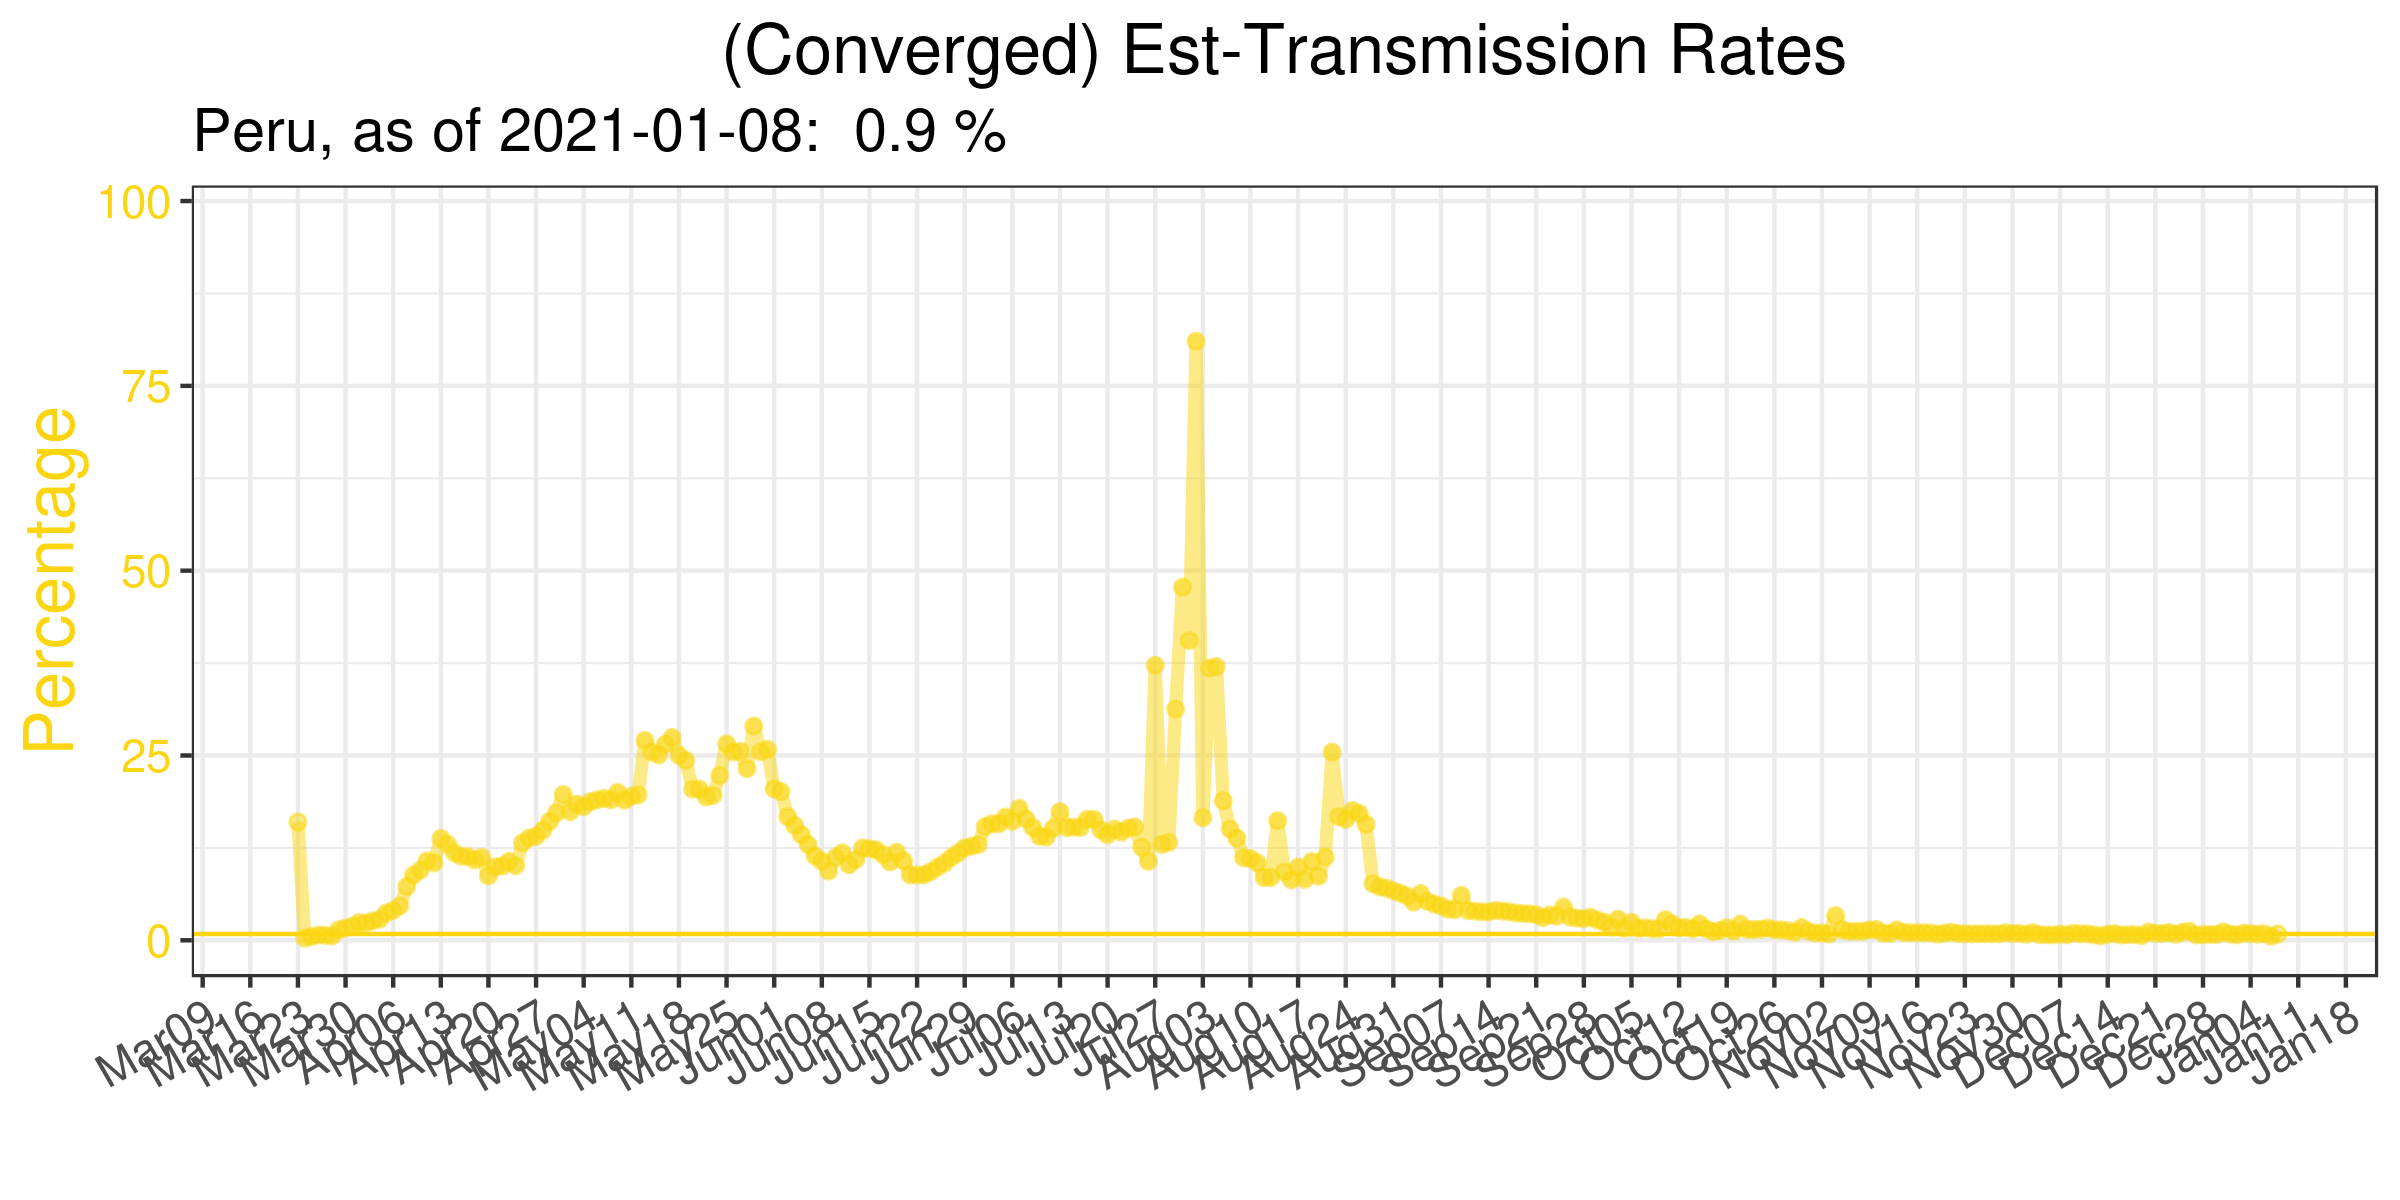 (Converged) Est-Transmission Rates
Peru, as of 2021-01-08:  0.9 %
Percentage
100
75
50
25
0
Mar09
Mar16
Mar23
Mar30
Apr06
Apr13
Apr20
Apr27
May04
May11
May18
May25
Jun01
Jun08
Jun15
Jun22
Jun29
Jul06
Jul13
Jul20
Jul27
Aug03
Aug10
Aug17
Aug24
Aug31
Sep07
Sep14
Sep21
Sep28
Oct05
Oct12
Oct19
Oct26
Nov02
Nov09
Nov16
Nov23
Nov30
Dec07
Dec14
Dec21
Dec28
Jan04
Jan11
Jan18